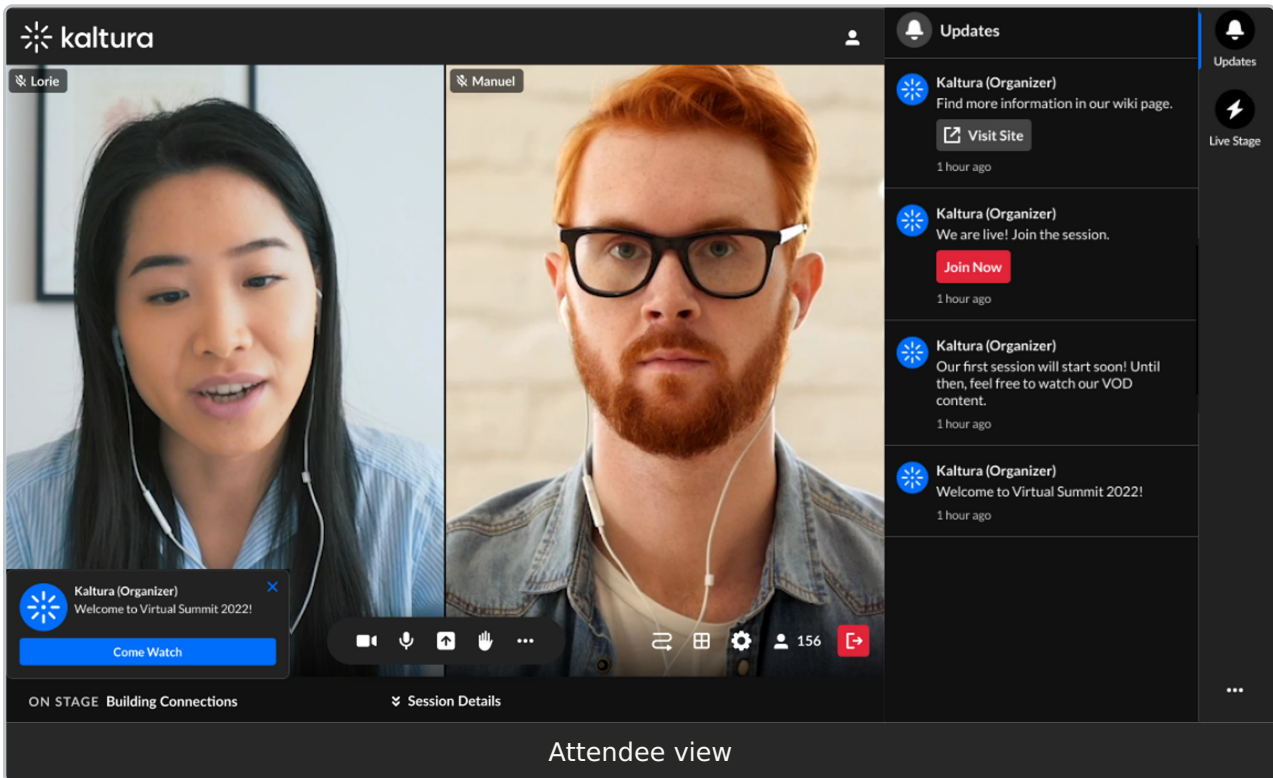 kaltura
Lorie
Manuel
Kaltura (Organizer)
Welcome to Virtual Summit 2022!
Come Watch
156
ON STAGE Building Connections
Session Details
Updates
Kaltura (Organizer)
Find more information in our wiki page.
Visit Site
1 hour ago
Kaltura (Organizer)
We are live! Join the session.
Join Now
1 hour ago
Kaltura (Organizer)
Our first session will start soon! Until
then, feel free to watch our VOD
content.
1 hour ago
Kaltura (Organizer)
Welcome to Virtual Summit 2022!
1 hour ago
Updates
Live Stage
Attendee view